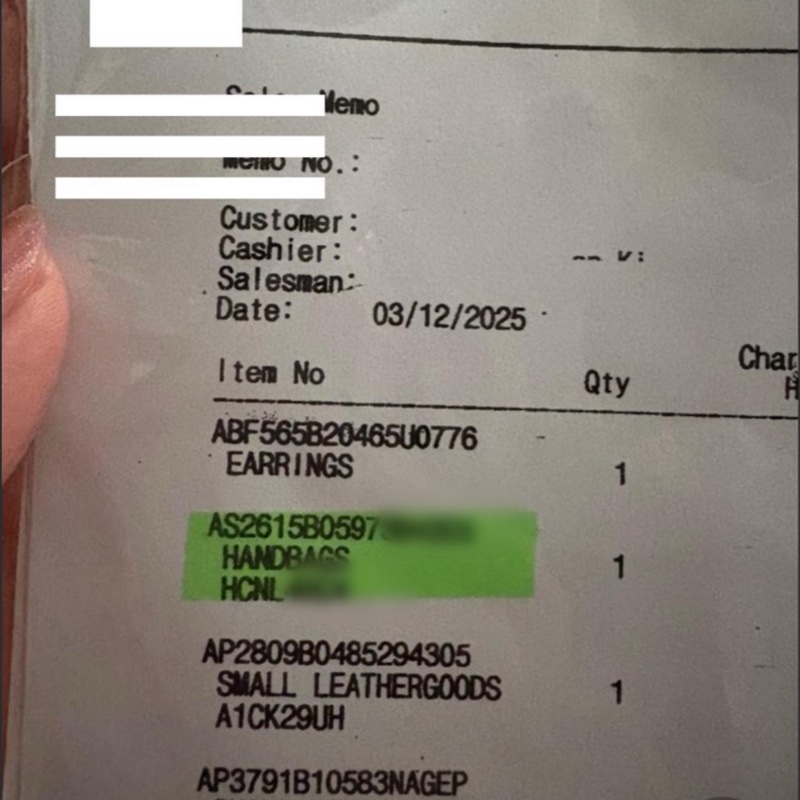 Memo
Memo No.:
Customer:
Cashier:
Salesman:
Date: 03/12/2025
Item No Qty
ABF565B20465U0776
EARRINGS 1
AS2615B0597
HANDBAGS 1
HCNL
AP2809B0485294305
SMALL LEATHERGOODS 1
A1CK29UH
AP3791B10583NAGEP